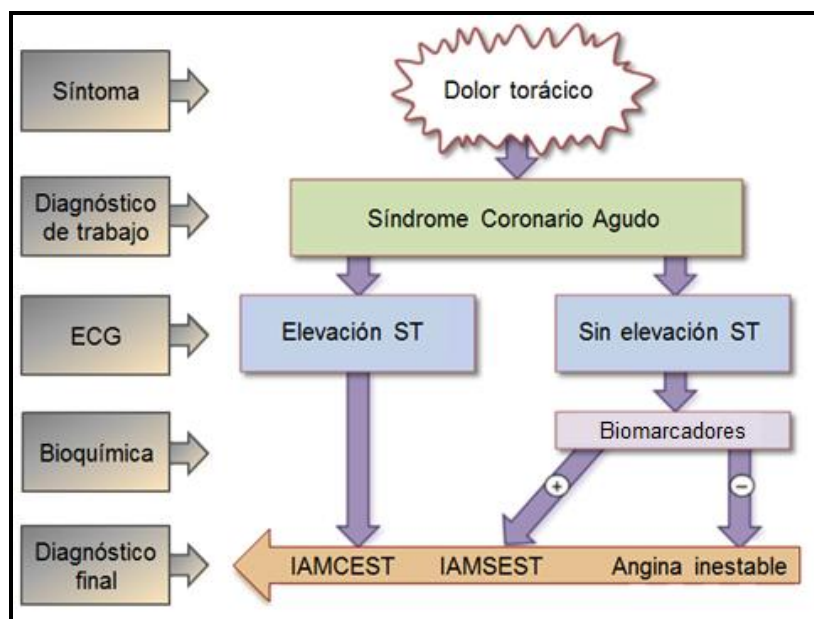 Síntoma
Dolor torácico
Diagnóstico
de trabajo
Síndrome Coronario Agudo
ECG
Elevación ST
Sin elevación ST
Bioquímica
Biomarcadores
+
−
Diagnóstico
final
IAMCEST
IAMSEST
Angina inestable